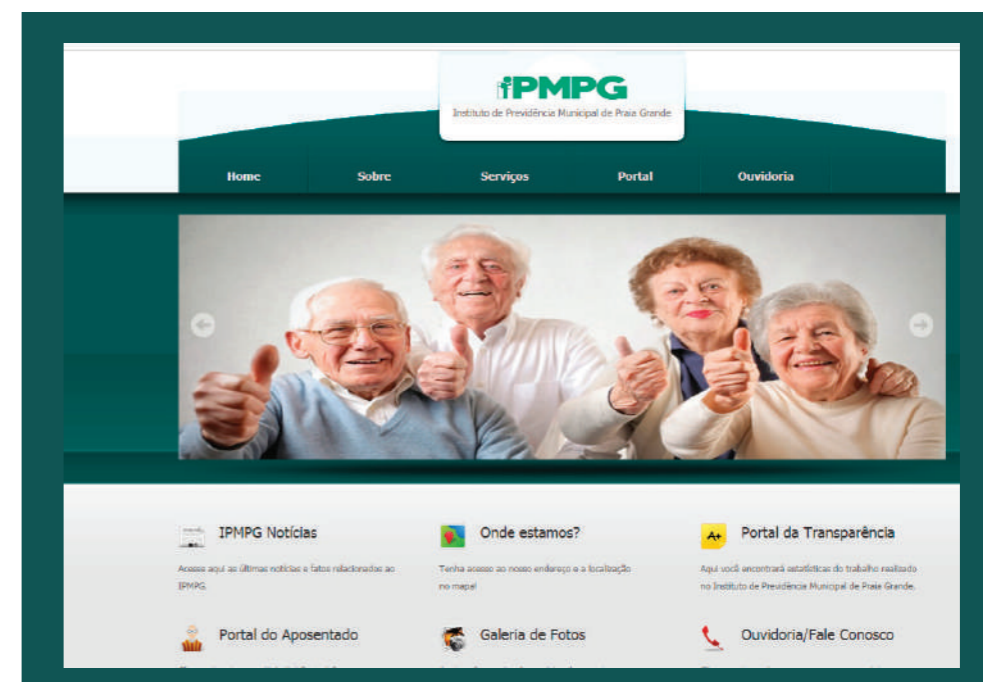 iPMPG
Instituto de Previdência Municipal de Praia Grande
Home Sobre Serviços Portal Ouvidoria
IPMPG Notícias
Acesse aqui as últimas notícias e fatos relacionados ao
IPMPG.
Onde estamos?
Tenha acesso ao nosso endereço e a localização
no mapa!
A+
Portal da Transparência
Aqui você encontrará estatísticas do trabalho realizado
no Instituto de Previdência Municipal de Praia Grande.
Portal do Aposentado
Galeria de Fotos
Ouvidoria/Fale Conosco